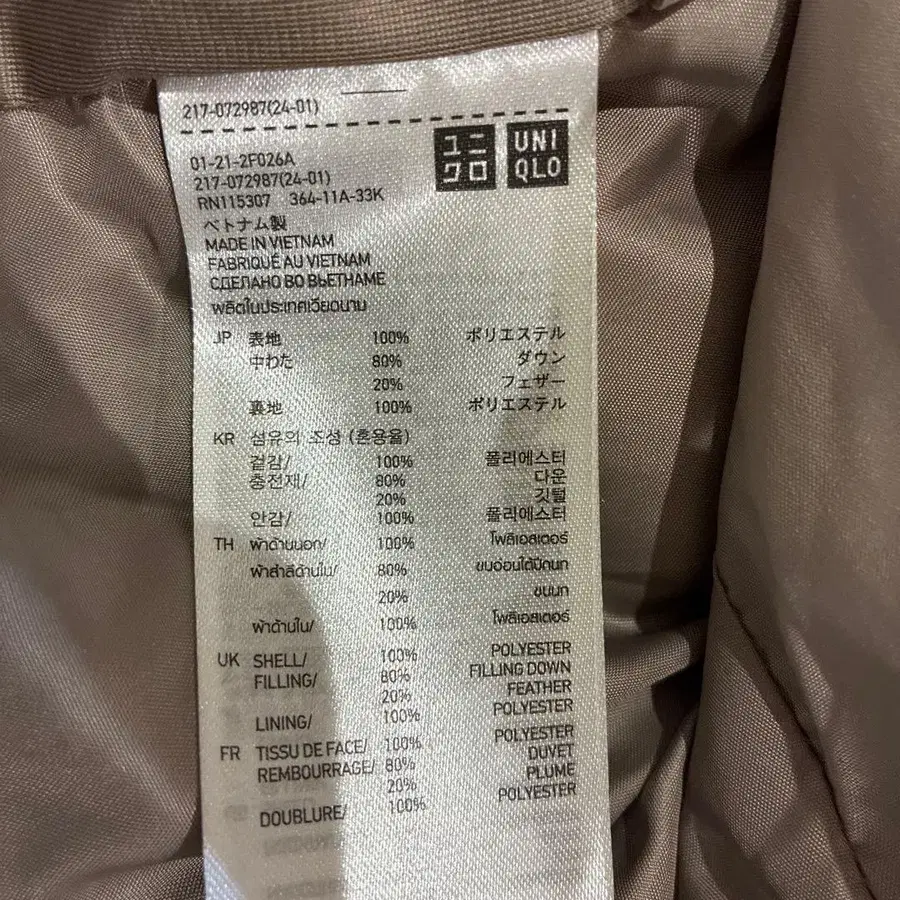 217-072987(24-01)
ユニクロ
UNIQLO
01-21-2F026A
217-072987(24-01)
RN115307 364-11A-33K
ベトナム製
MADE IN VIETNAM
FABRIQUÉ AU VIETNAM
СДЕЛАНО ВО ВЬЕТНАМЕ
ผลิตในประเทศเวียดนาม
JP 表地 100% ポリエステル
中わた 80% ダウン
20% フェザー
裏地 100% ポリエステル
KR 섬유의 조성 (혼용율)
겉감/ 100% 폴리에스터
충전재/ 80% 다운
20% 깃털
안감/ 100% 폴리에스터
TH ผ้าด้านนอก/ 100% โพลิเอสเตอร์
ผ้าสำลีด้านใน/ 80% ขนอ่อนใต้ปีกนก
20% ขนนก
ผ้าด้านใน/ 100% โพลิเอสเตอร์
UK SHELL/ 100% POLYESTER
FILLING/ 80% FILLING DOWN
20% FEATHER
LINING/ 100% POLYESTER
FR TISSU DE FACE/ 100% POLYESTER
REMBOURRAGE/ 80% DUVET
20% PLUME
DOUBLURE/ 100% POLYESTER